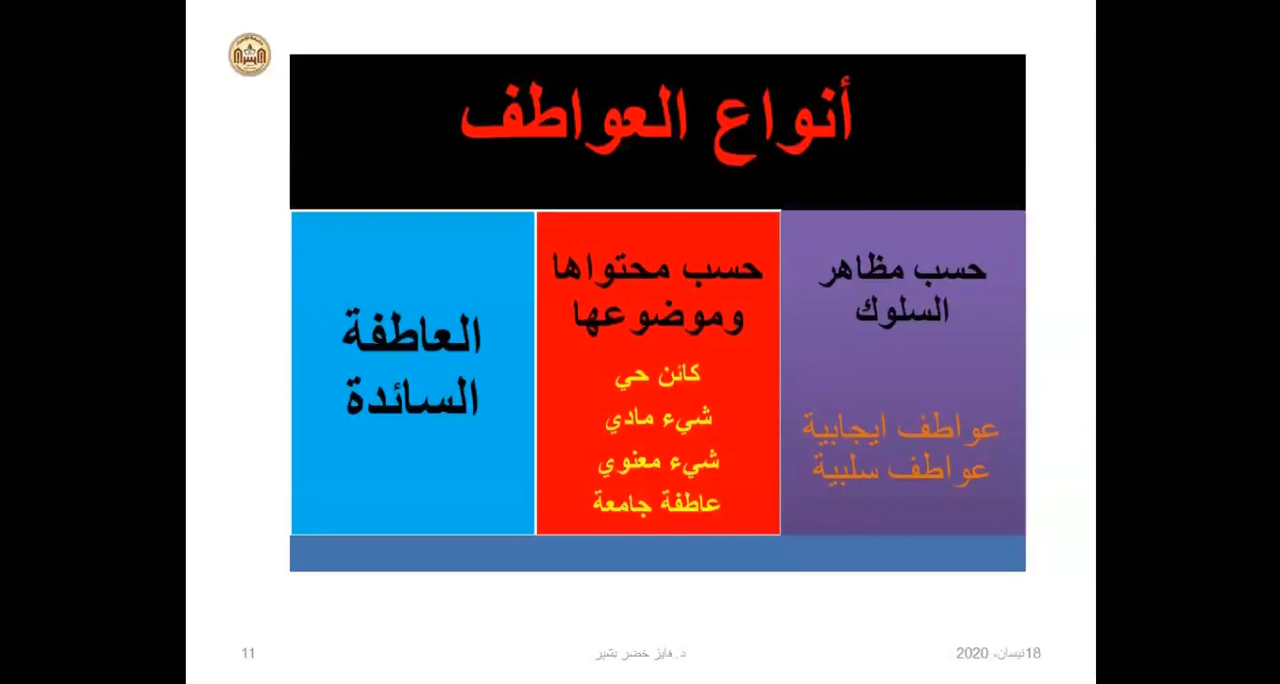 أنواع العواطف
حسب مظاهر
السلوك
عواطف ايجابية
عواطف سلبية
حسب محتواها
وموضوعها
كائن حي
شيء مادي
شيء معنوي
عاطفة جامعة
العاطفة
السائدة
18نيسان، 2020
د. فايز خضر بشير
11